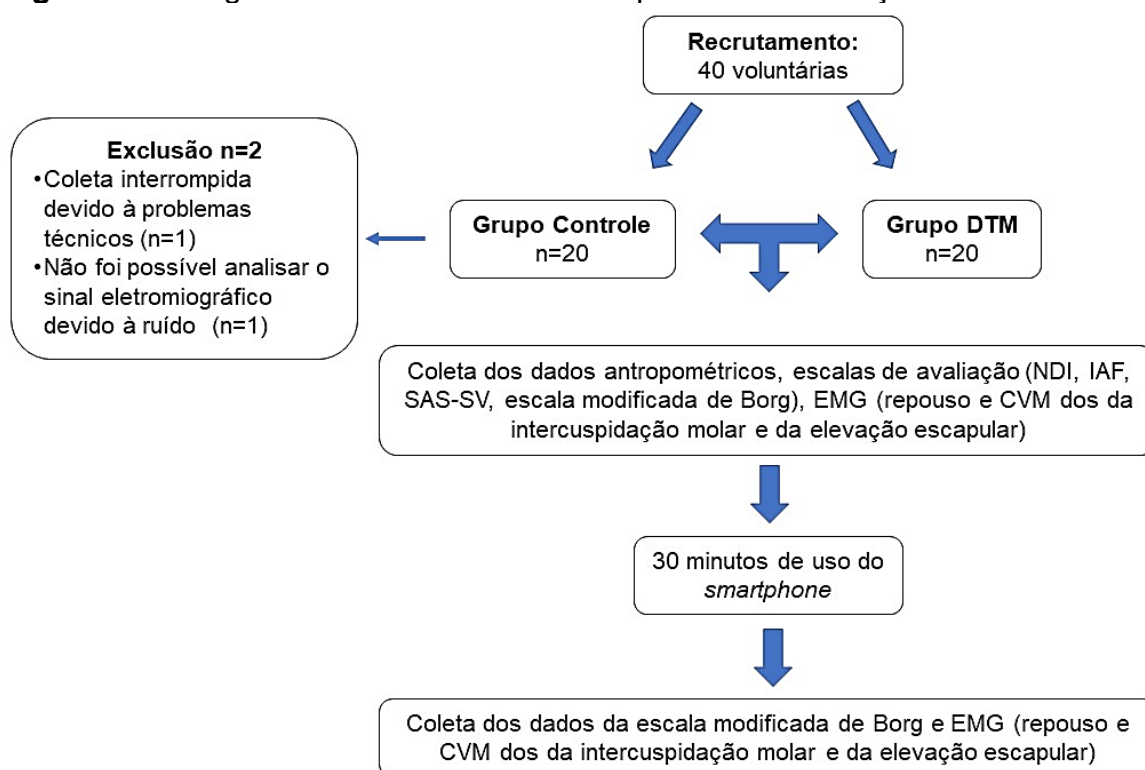 Recrutamento:
40 voluntárias
Exclusão n=2
•Coleta interrompida
devido à problemas
técnicos (n=1)
•Não foi possível analisar o
sinal eletromiográfico
devido à ruído (n=1)
Grupo Controle
n=20
Grupo DTM
n=20
Coleta dos dados antropométricos, escalas de avaliação (NDI, IAF,
SAS-SV, escala modificada de Borg), EMG (repouso e CVM dos da
intercuspidação molar e da elevação escapular)
30 minutos de uso do
smartphone
Coleta dos dados da escala modificada de Borg e EMG (repouso e
CVM dos da intercuspidação molar e da elevação escapular)